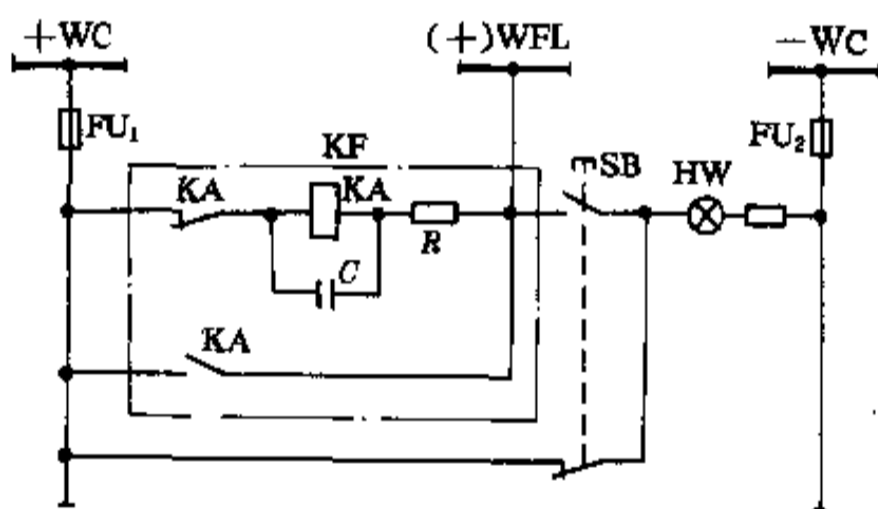 +WC (+)WFL -WC
FU₁ KF SB HW FU₂
KA KA
R
C
KA